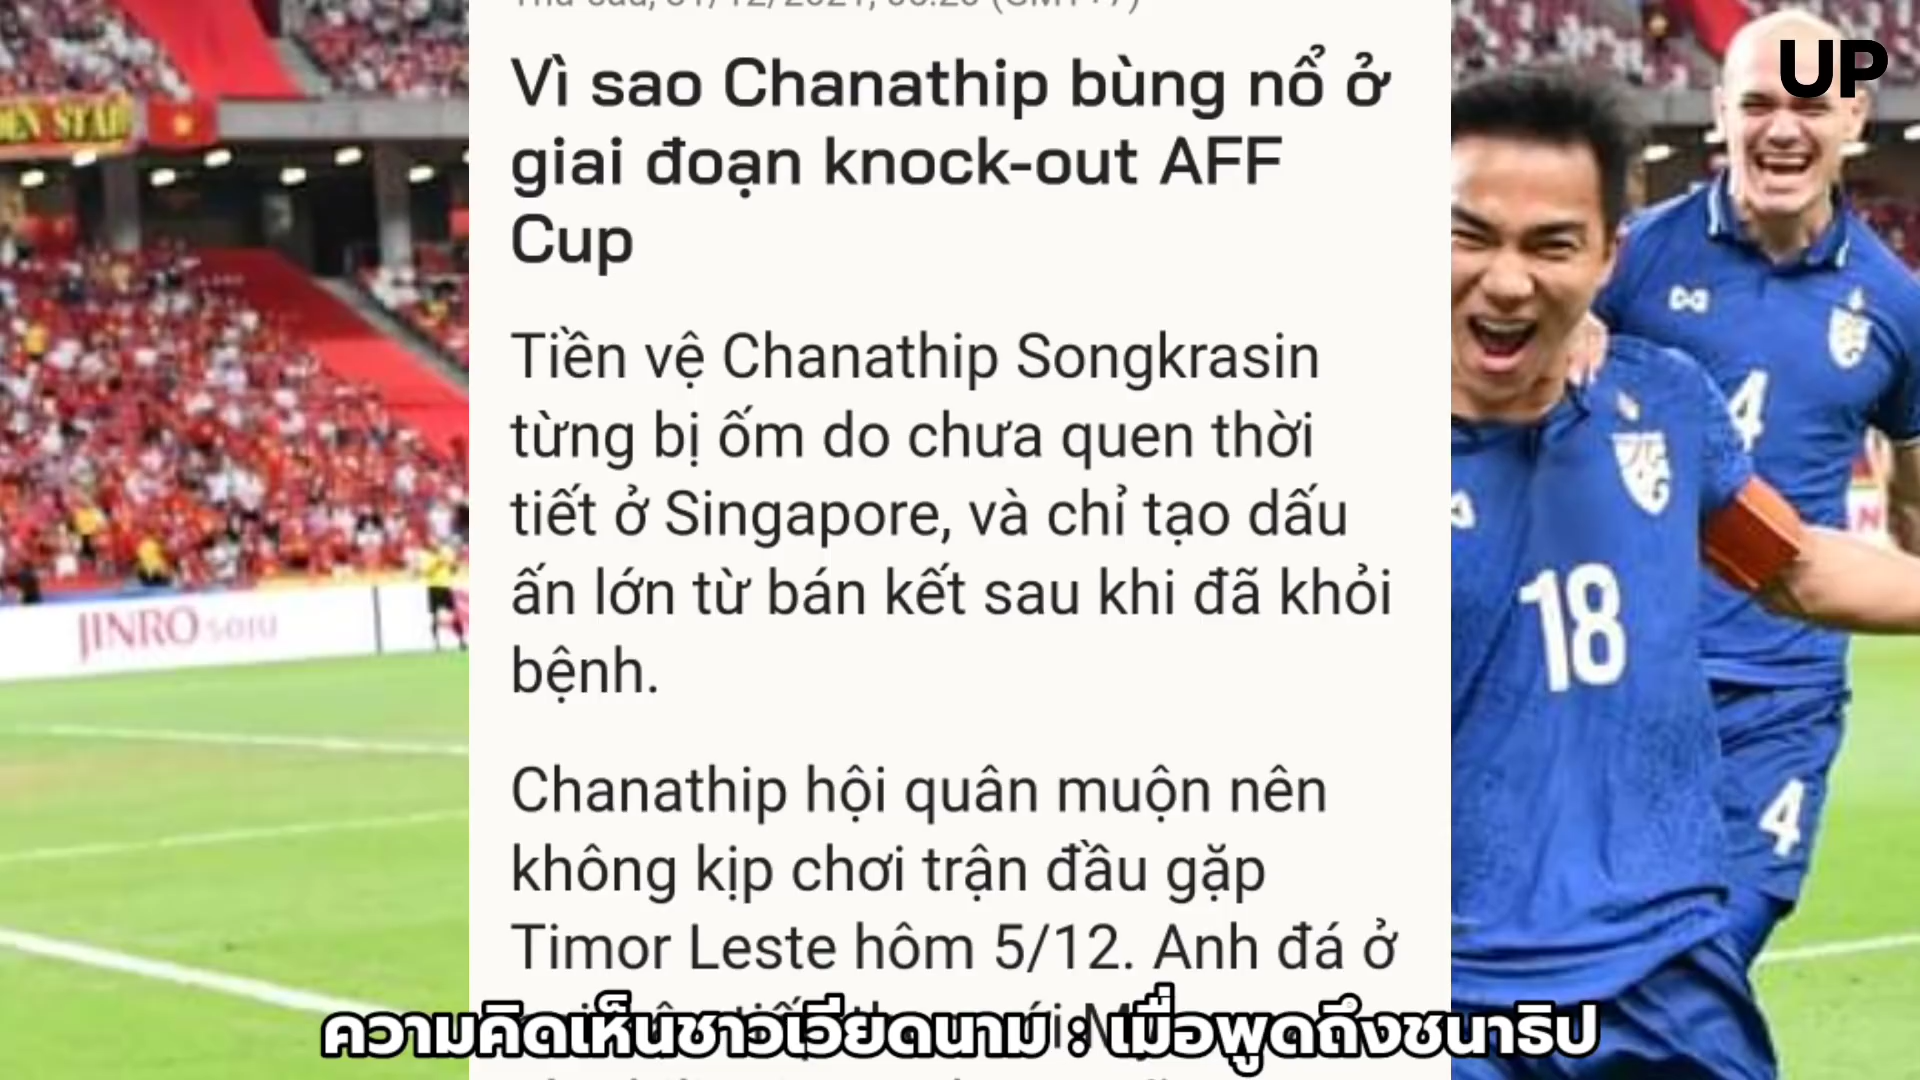 UP
Vì sao Chanathip bùng nổ ở
giai đoạn knock-out AFF
Cup
Tiền vệ Chanathip Songkrasin
từng bị ốm do chưa quen thời
tiết ở Singapore, và chỉ tạo dấu
ấn lớn từ bán kết sau khi đã khỏi
bệnh.
Chanathip hội quân muộn nên
không kịp chơi trận đầu gặp
Timor Leste hôm 5/12. Anh đá ở
ความคิดเห็นชาวเวียดนาม : เมื่อพูดถึงชนาธิป
JINRO soju
4
18
4